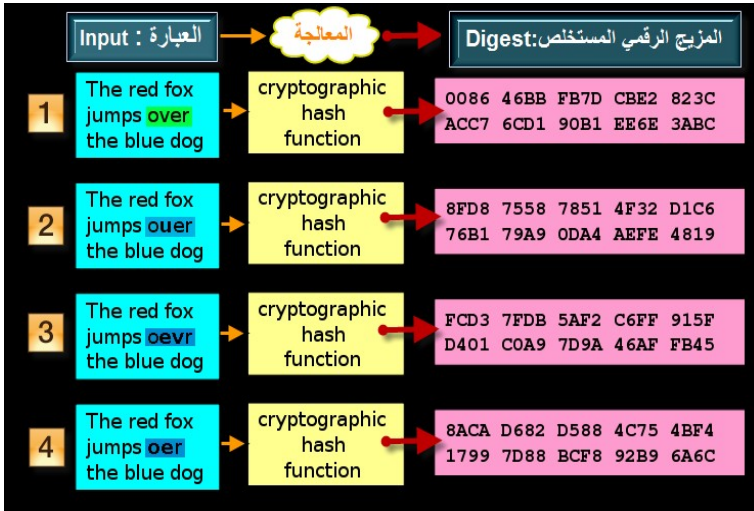 Input : العبارة
المعالجة
Digest:المزيج الرقمي المستخلص
1
The red fox
jumps over
the blue dog
cryptographic
hash
function
0086 46BB FB7D CBE2 823C
ACC7 6CD1 90B1 EE6E 3ABC
2
The red fox
jumps ouer
the blue dog
cryptographic
hash
function
8FD8 7558 7851 4F32 D1C6
76B1 79A9 0DA4 AEFE 4819
3
The red fox
jumps oevr
the blue dog
cryptographic
hash
function
FCD3 7FDB 5AF2 C6FF 915F
D401 C0A9 7D9A 46AF FB45
4
The red fox
jumps oer
the blue dog
cryptographic
hash
function
8ACA D682 D588 4C75 4BF4
1799 7D88 BCF8 92B9 6A6C